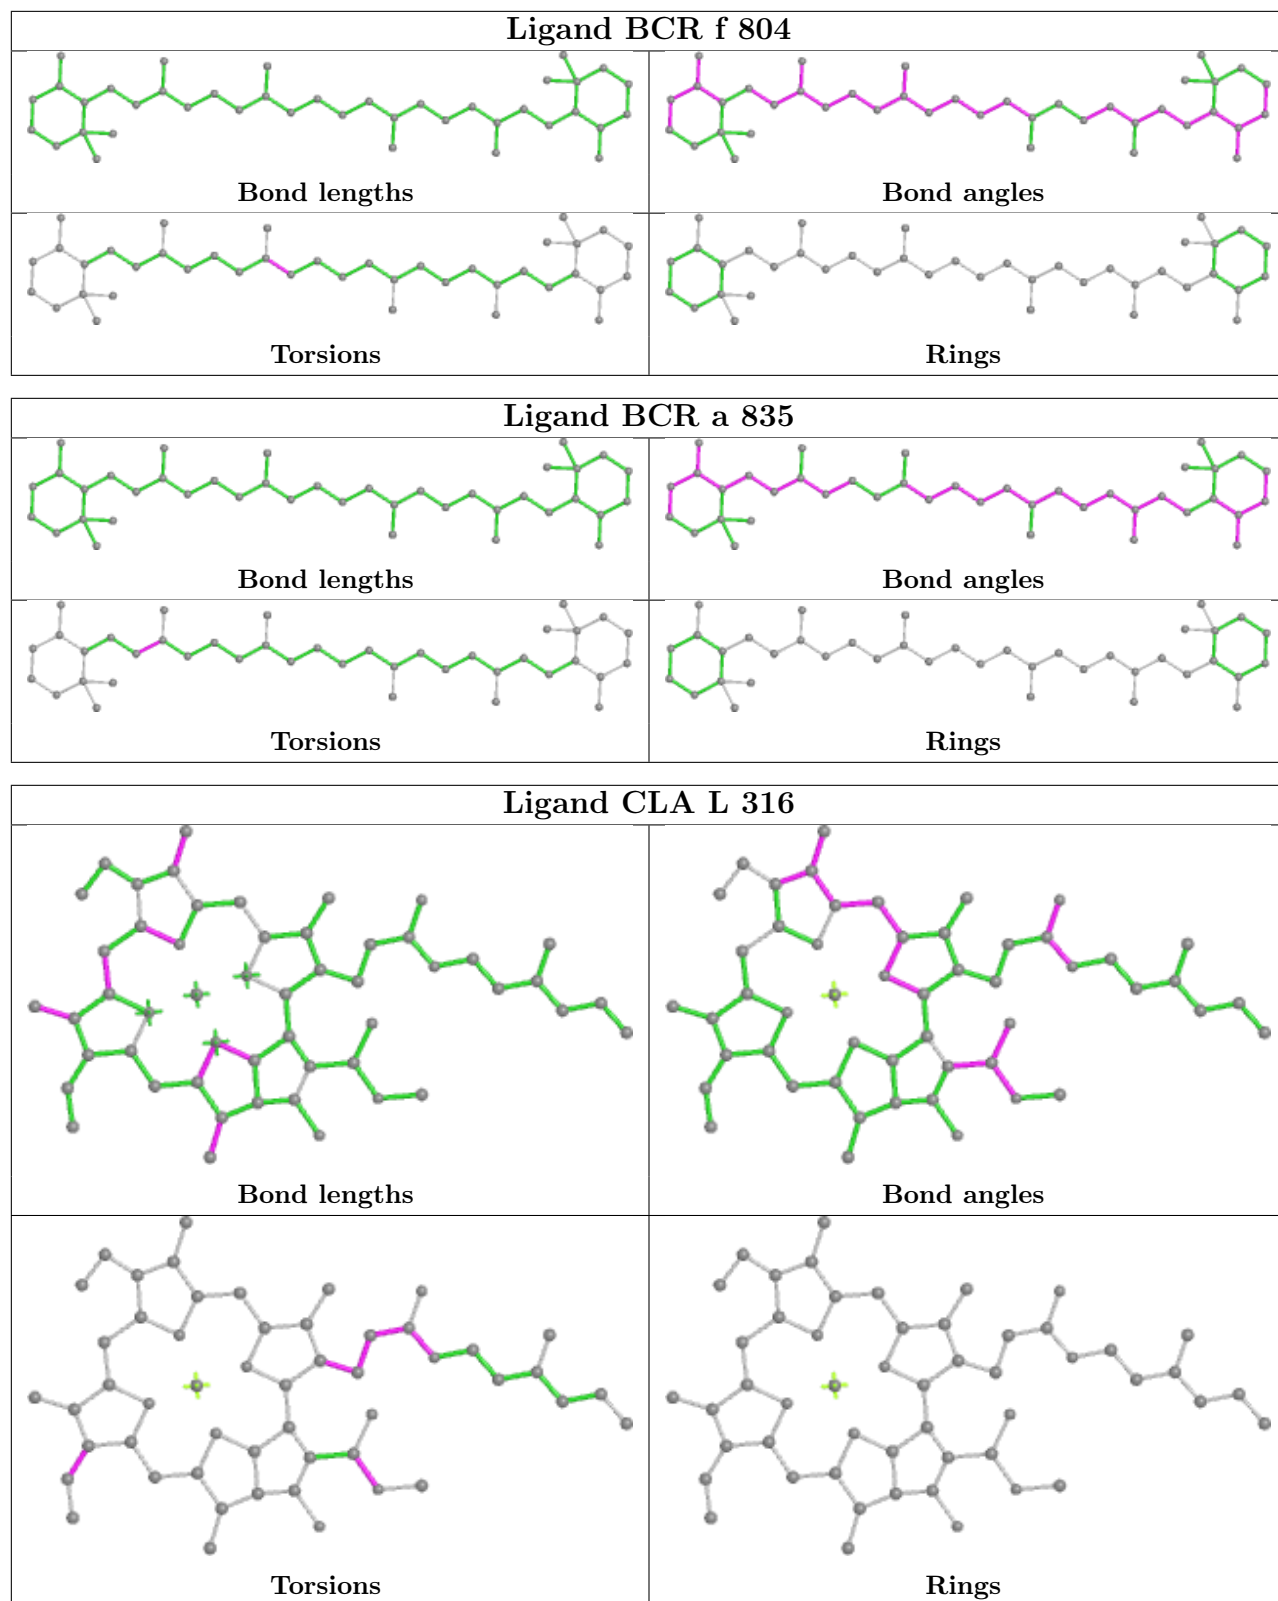 Ligand BCR f 804
Bond lengths
Bond angles
Torsions
Rings
Ligand BCR a 835
Bond lengths
Bond angles
Torsions
Rings
Ligand CLA L 316
Bond lengths
Bond angles
Torsions
Rings